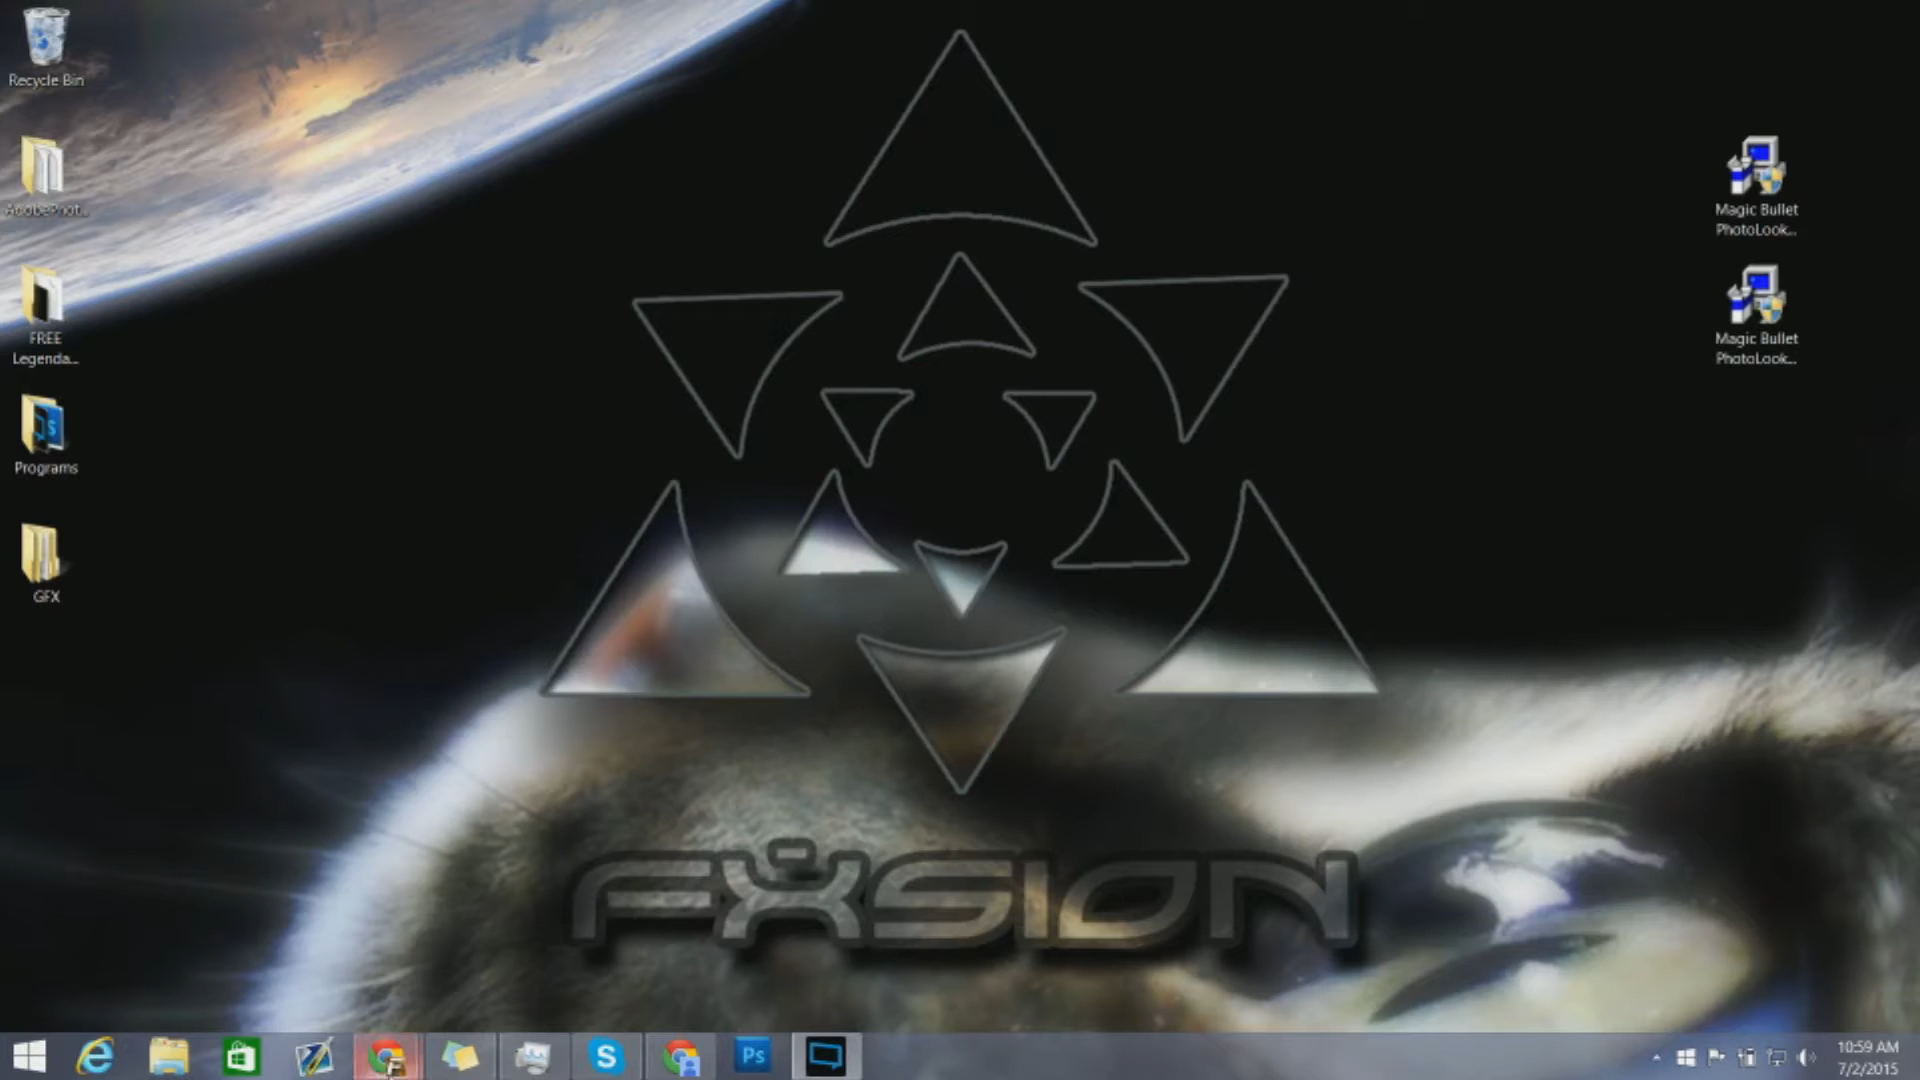 Recycle Bin
AdobePhot...
FREE
Legenda...
Programs
GFX
Magic Bullet
PhotoLook...
Magic Bullet
PhotoLook...
FXSION
S
Ps
10:59 AM
7/2/2015